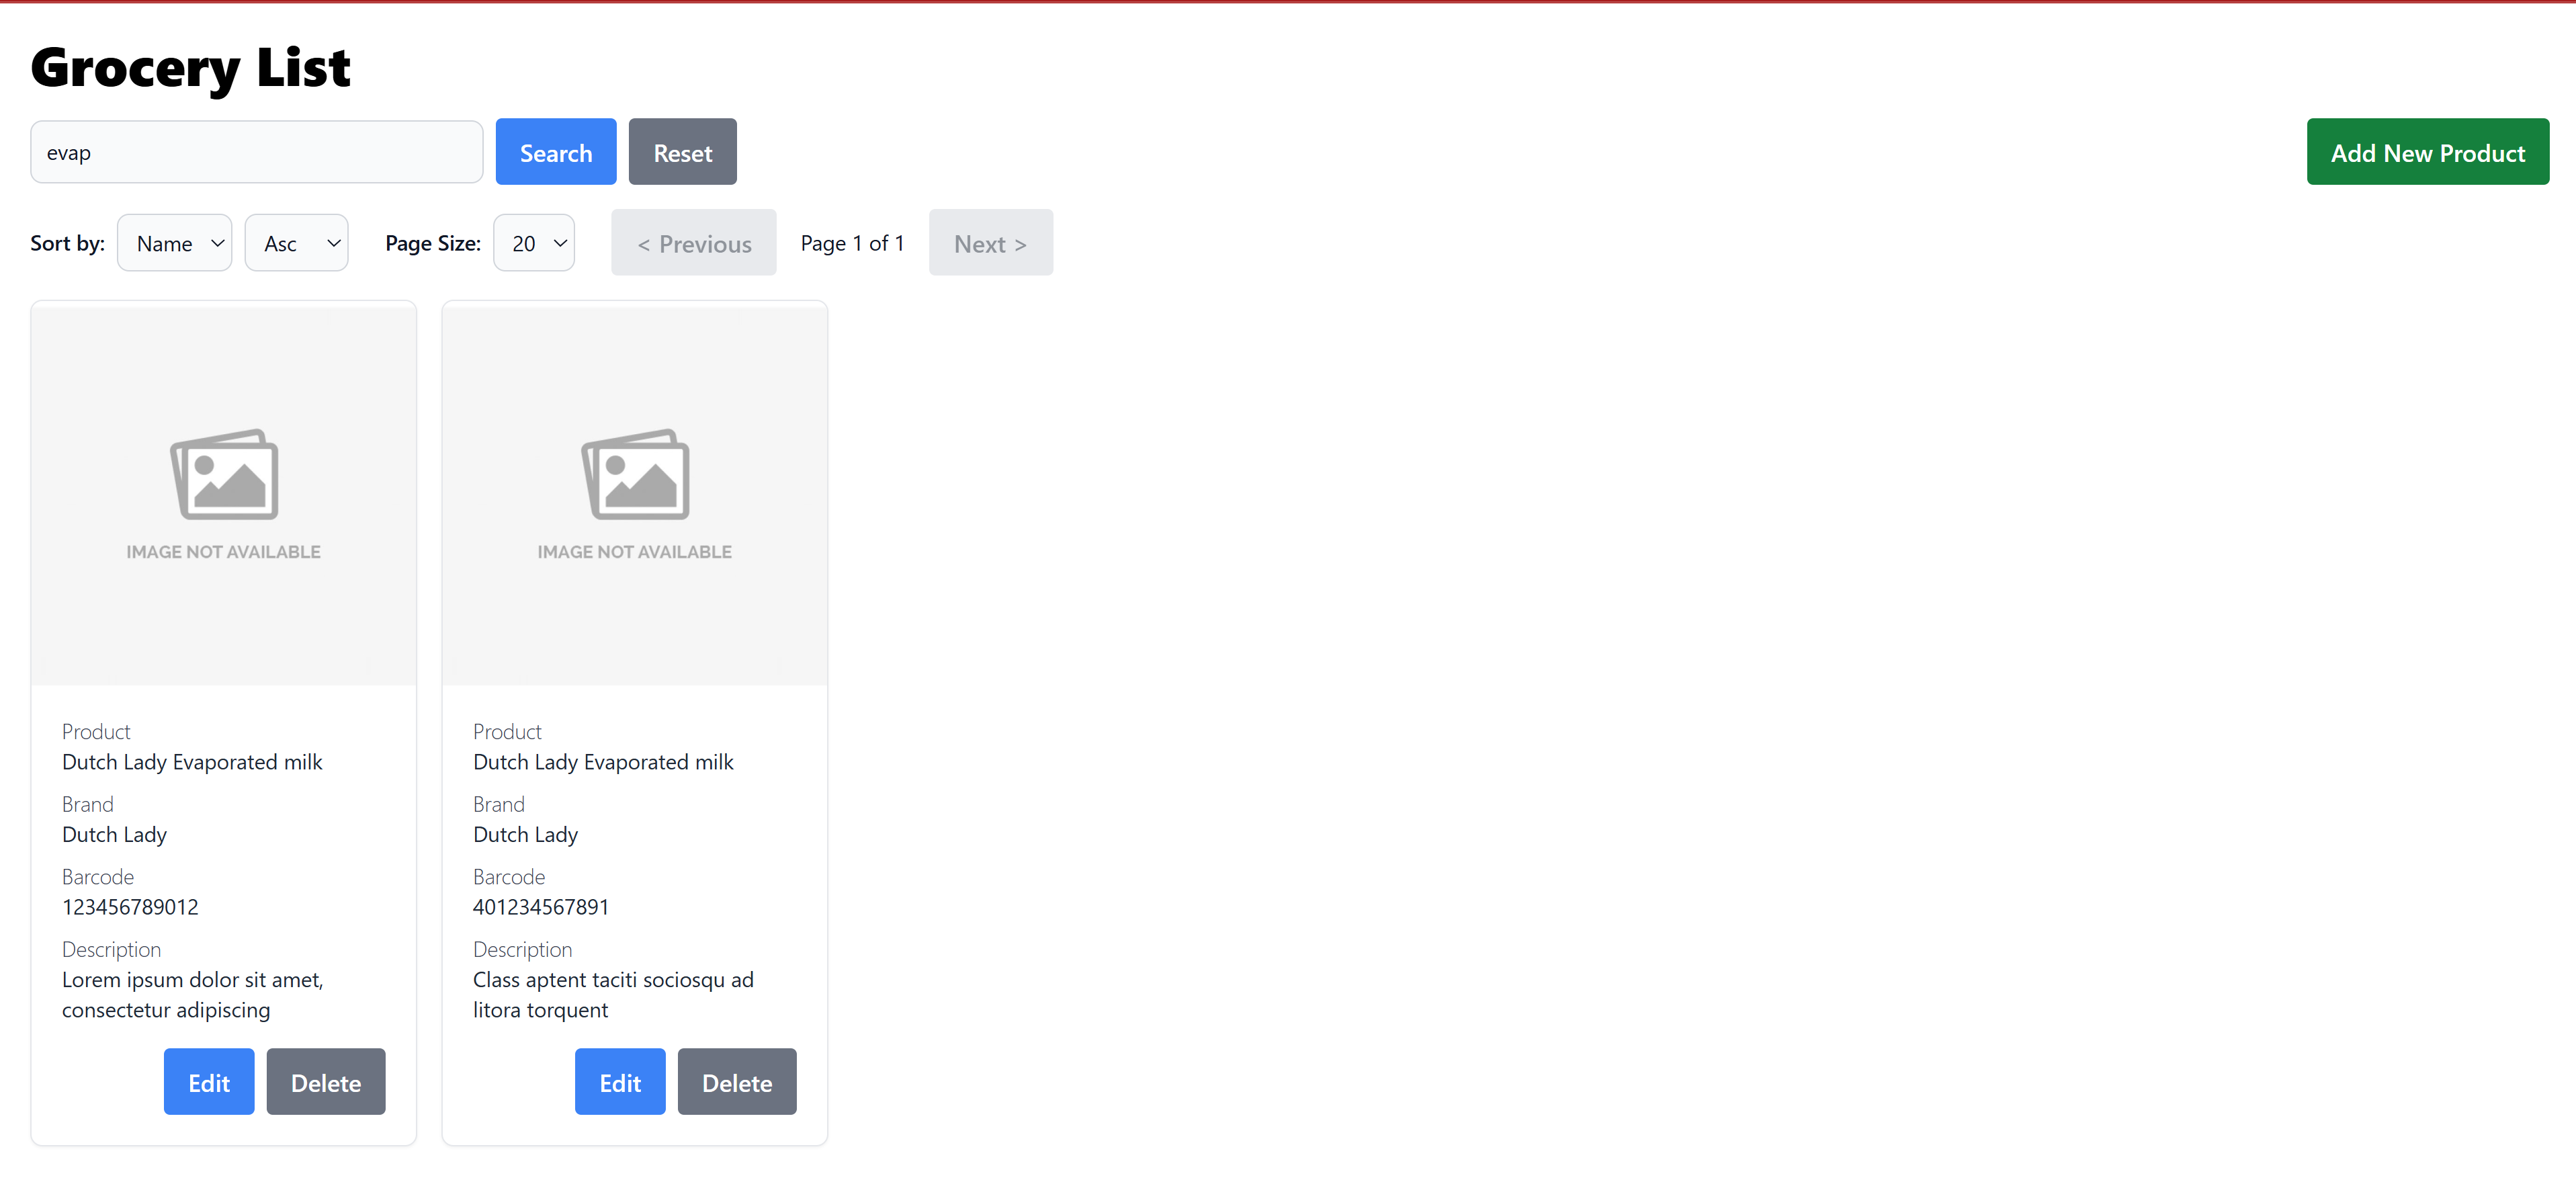 Grocery List
evap Search Reset Add New Product
Sort by: Name Asc Page Size: 20 < Previous Page 1 of 1 Next >
IMAGE NOT AVAILABLE
Product
Dutch Lady Evaporated milk
Brand
Dutch Lady
Barcode
123456789012
Description
Lorem ipsum dolor sit amet,
consectetur adipiscing
Edit Delete
IMAGE NOT AVAILABLE
Product
Dutch Lady Evaporated milk
Brand
Dutch Lady
Barcode
401234567891
Description
Class aptent taciti sociosqu ad
litora torquent
Edit Delete